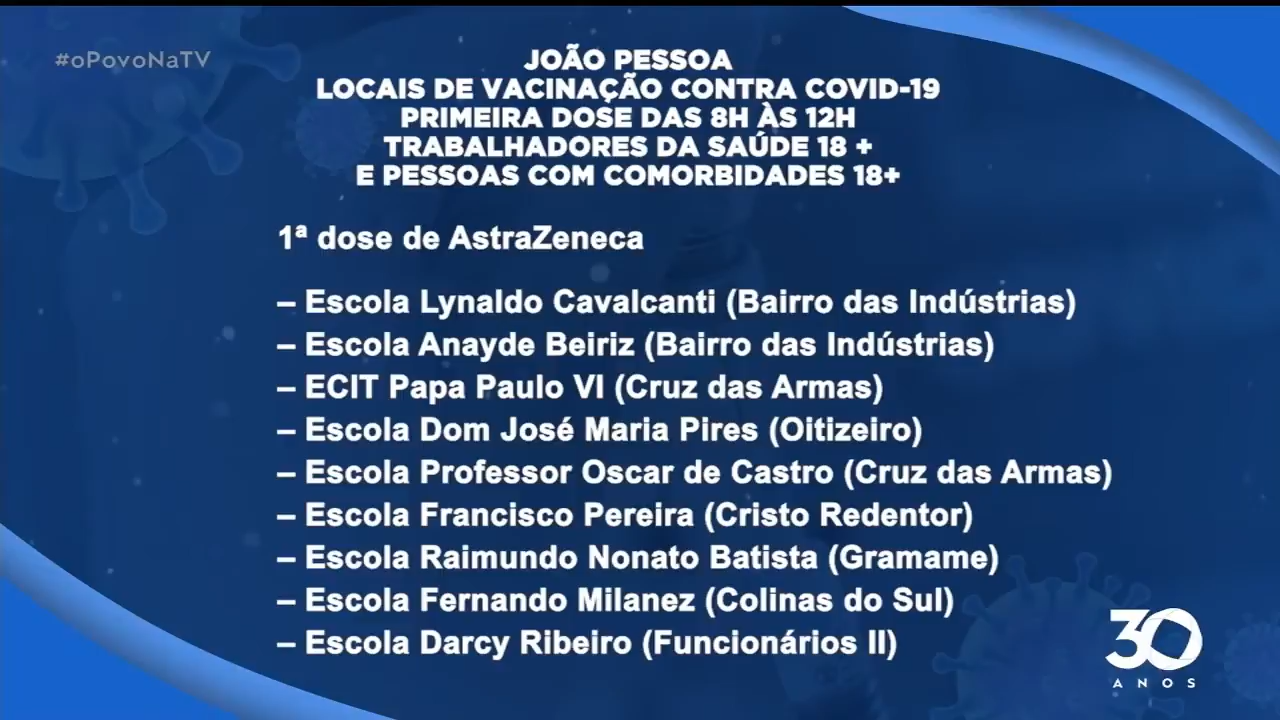 #oPovoNaTV
JOÃO PESSOA
LOCAIS DE VACINAÇÃO CONTRA COVID-19
PRIMEIRA DOSE DAS 8H ÀS 12H
TRABALHADORES DA SAÚDE 18 +
E PESSOAS COM COMORBIDADES 18+
1ª dose de AstraZeneca
– Escola Lynaldo Cavalcanti (Bairro das Indústrias)
– Escola Anayde Beiriz (Bairro das Indústrias)
– ECIT Papa Paulo VI (Cruz das Armas)
– Escola Dom José Maria Pires (Oitizeiro)
– Escola Professor Oscar de Castro (Cruz das Armas)
– Escola Francisco Pereira (Cristo Redentor)
– Escola Raimundo Nonato Batista (Gramame)
– Escola Fernando Milanez (Colinas do Sul)
– Escola Darcy Ribeiro (Funcionários II)
30
ANOS